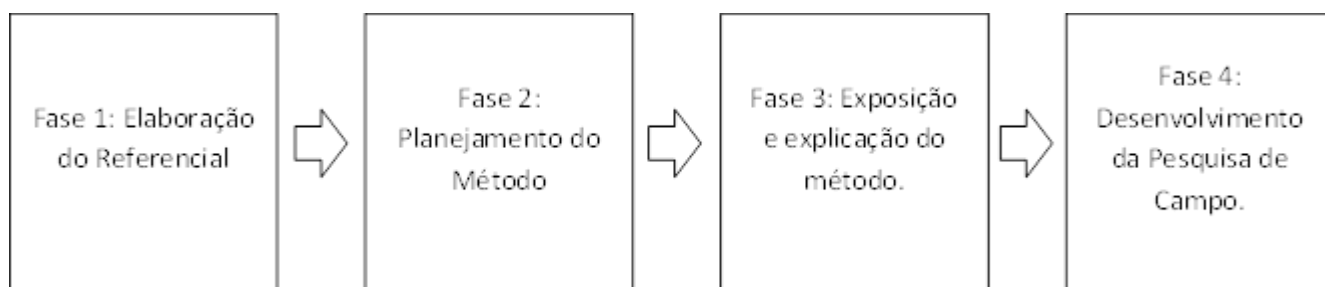 Fase 1: Elaboração
do Referencial
Fase 2:
Planejamento do
Método
Fase 3: Exposição
e explicação do
método.
Fase 4:
Desenvolvimento
da Pesquisa de
Campo.